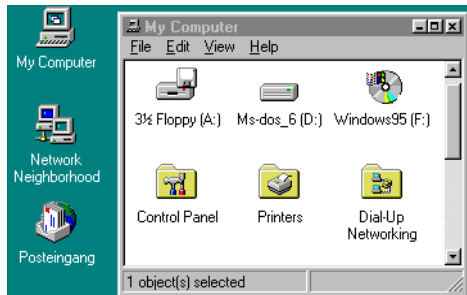 My Computer
Network
Neighborhood
Posteingang
My Computer
File Edit View Help
3½ Floppy (A:) Ms-dos_6 (D:) Windows95 (F:)
Control Panel Printers Dial-Up
Networking
1 object(s) selected